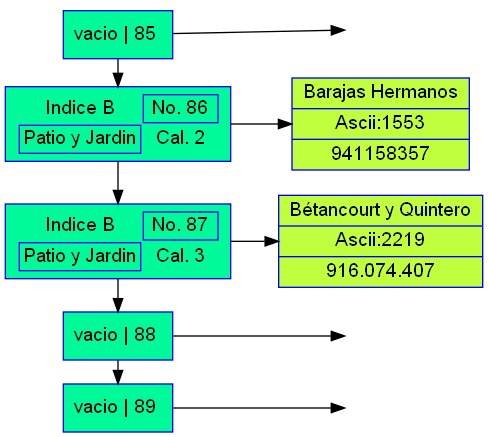 vacio | 85
Indice B No. 86
Patio y Jardin Cal. 2
Barajas Hermanos
Ascii:1553
941158357
Indice B No. 87
Patio y Jardin Cal. 3
Bétancourt y Quintero
Ascii:2219
916.074.407
vacio | 88
vacio | 89